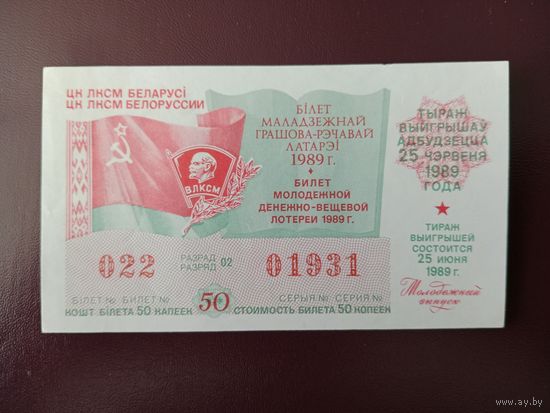 ЦК ЛКСМ БЕЛАРУСІ
ЦК ЛКСМ БЕЛОРУССИИ
ВЛКСМ
БІЛЕТ
МАЛАДЗЕЖНАЙ
ГРАШОВА-РЭЧАВАЙ
ЛАТАРЭІ
1989 г.
БИЛЕТ
МОЛОДЕЖНОЙ
ДЕНЕЖНО-ВЕЩЕВОЙ
ЛОТЕРЕИ 1989 г.
ТЫРАЖ
ВЫЙГРЫШАЎ
АДБУДЗЕЦЦА
25 ЧЭРВЕНЯ
1989
ГОДА
ТИРАЖ
ВЫИГРЫШЕЙ
СОСТОИТСЯ
25 ИЮНЯ
1989 г.
Молодежный
выпуск
022 РАЗРАД 02 01931
РАЗРЯД
БІЛЕТ № БИЛЕТ № СЕРЫЯ № СЕРИЯ №
КОШТ БІЛЕТА 50 КАПЕЕК 50 СТОИМОСТЬ БИЛЕТА 50 КОПЕЕК
www.ay.by